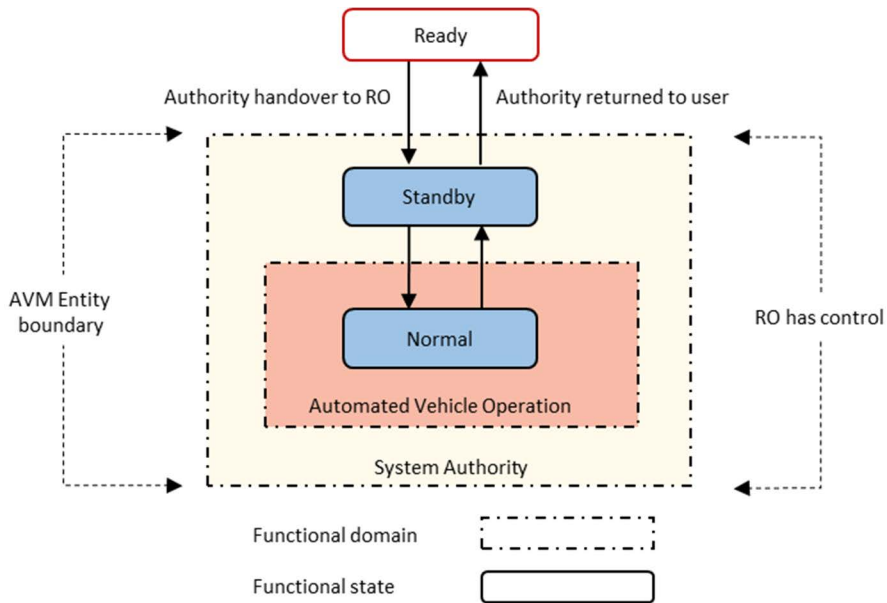 Ready
Authority handover to RO
Authority returned to user
Standby
AVM Entity
boundary
Normal
RO has control
Automated Vehicle Operation
System Authority
Functional domain
Functional state